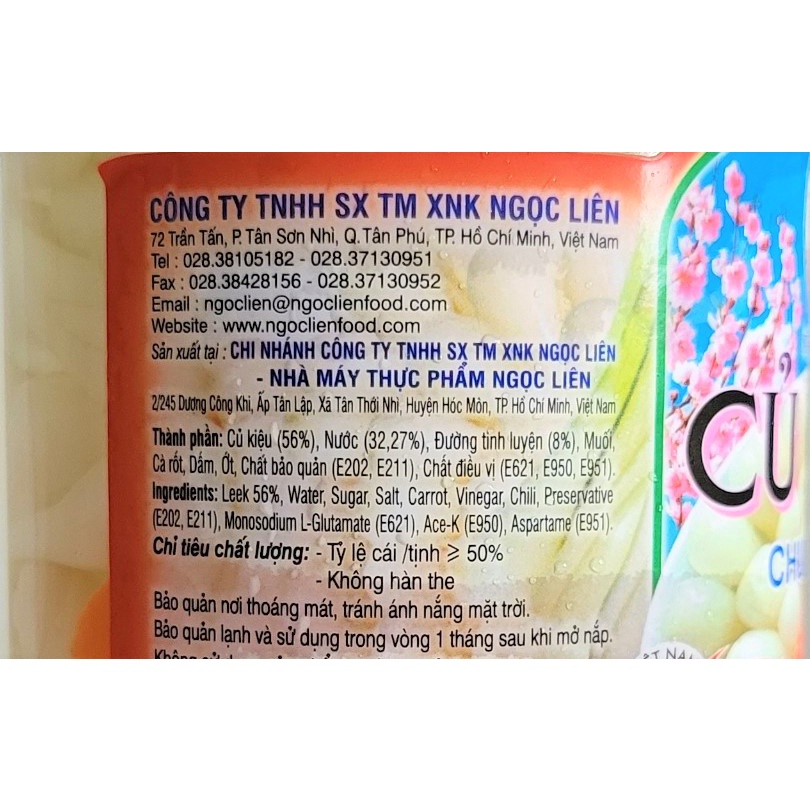 CÔNG TY TNHH SX TM XNK NGỌC LIÊN
72 Trần Tấn, P. Tân Sơn Nhì, Q. Tân Phú, TP. Hồ Chí Minh, Việt Nam
Tel : 028.38105182 - 028.37130951
Fax : 028.38428156 - 028.37130952
Email : ngoclien@ngoclienfood.com
Website : www.ngoclienfood.com
Sản xuất tại : CHI NHÁNH CÔNG TY TNHH SX TM XNK NGỌC LIÊN
- NHÀ MÁY THỰC PHẨM NGỌC LIÊN
2/245 Dương Công Khi, Ấp Tân Lập, Xã Tân Thới Nhì, Huyện Hóc Môn, TP. Hồ Chí Minh, Việt Nam
Thành phần: Củ kiệu (56%), Nước (32,27%), Đường tinh luyện (8%), Muối,
Cà rốt, Dấm, Ớt, Chất bảo quản (E202, E211), Chất điều vị (E621, E950, E951).
Ingredients: Leek 56%, Water, Sugar, Salt, Carrot, Vinegar, Chili, Preservative
(E202, E211), Monosodium L-Glutamate (E621), Ace-K (E950), Aspartame (E951).
Chỉ tiêu chất lượng: - Tỷ lệ cái /tịnh ≥ 50%
- Không hàn the
Bảo quản nơi thoáng mát, tránh ánh nắng mặt trời.
Bảo quản lạnh và sử dụng trong vòng 1 tháng sau khi mở nắp.
CỦ